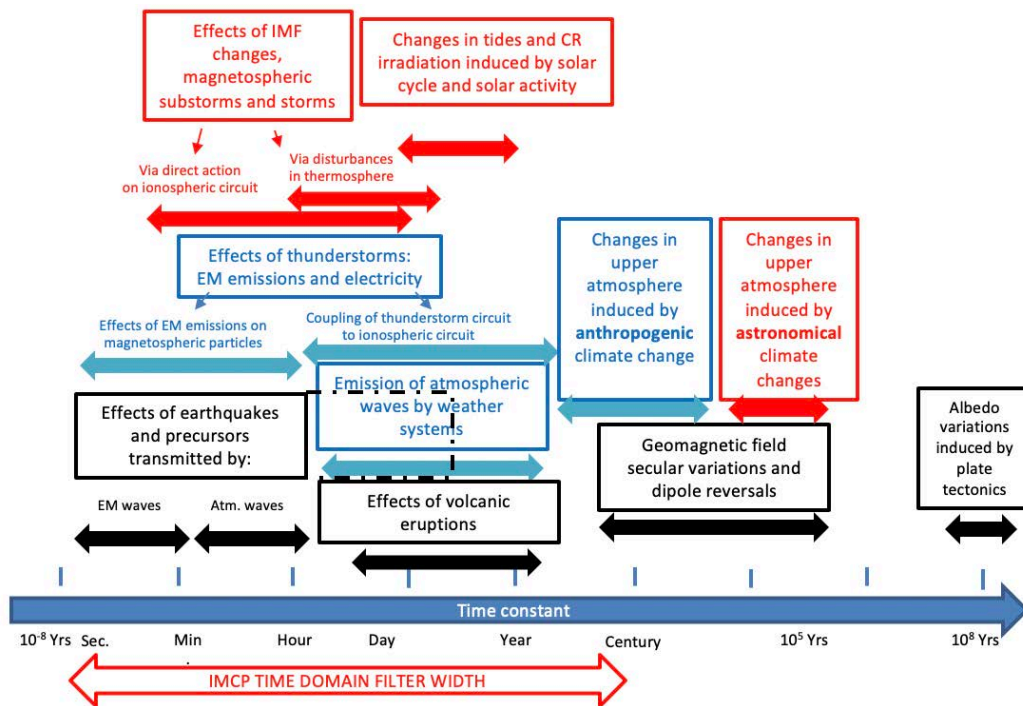 Effects of IMF
changes,
magnetospheric
substorms and storms
Changes in tides and CR
irradiation induced by solar
cycle and solar activity
Via direct action
on ionospheric circuit
Via disturbances
in thermosphere
Effects of thunderstorms:
EM emissions and electricity
Effects of EM emissions on
magnetospheric particles
Coupling of thunderstorm circuit
to ionospheric circuit
Changes in
upper
atmosphere
induced by
anthropogenic
climate change
Changes in
upper
atmosphere
induced by
astronomical
climate
changes
Effects of earthquakes
and precursors
transmitted by:
Emission of atmospheric
waves by weather
systems
Geomagnetic field
secular variations and
dipole reversals
Albedo
variations
induced by
plate
tectonics
EM waves
Atm. waves
Effects of volcanic
eruptions
Time constant
10⁻⁸ Yrs Sec. Min Hour Day Year Century 10⁵ Yrs 10⁸ Yrs
.
IMCP TIME DOMAIN FILTER WIDTH